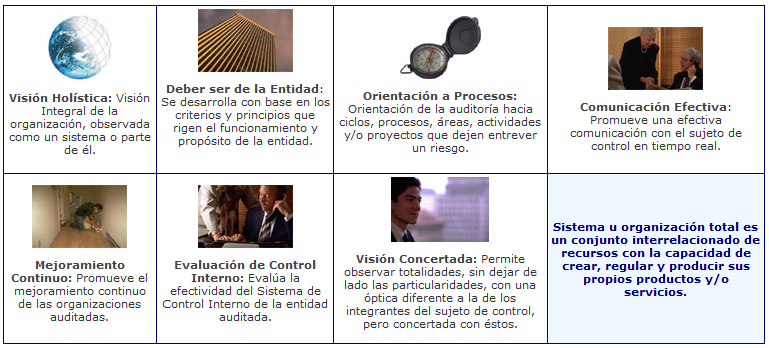 Visión Holística: Visión
Integral de la
organización, observada
como un sistema o parte
de él.
Deber ser de la Entidad:
Se desarrolla con base en los
criterios y principios que
rigen el funcionamiento y
propósito de la entidad.
Orientación a Procesos:
Orientación de la auditoría hacia
ciclos, procesos, áreas, actividades
y/o proyectos que dejen entrever
un riesgo.
Comunicación Efectiva:
Promueve una efectiva
comunicación con el sujeto de
control en tiempo real.
Mejoramiento
Continuo: Promueve el
mejoramiento continuo
de las organizaciones
auditadas.
Evaluación de Control
Interno: Evalúa la
efectividad del Sistema de
Control Interno de la entidad
auditada.
Visión Concertada: Permite
observar totalidades, sin dejar de
lado las particularidades, con una
óptica diferente a la de los
integrantes del sujeto de control,
pero concertada con éstos.
Sistema u organización total es
un conjunto interrelacionado de
recursos con la capacidad de
crear, regular y producir sus
propios productos y/o
servicios.